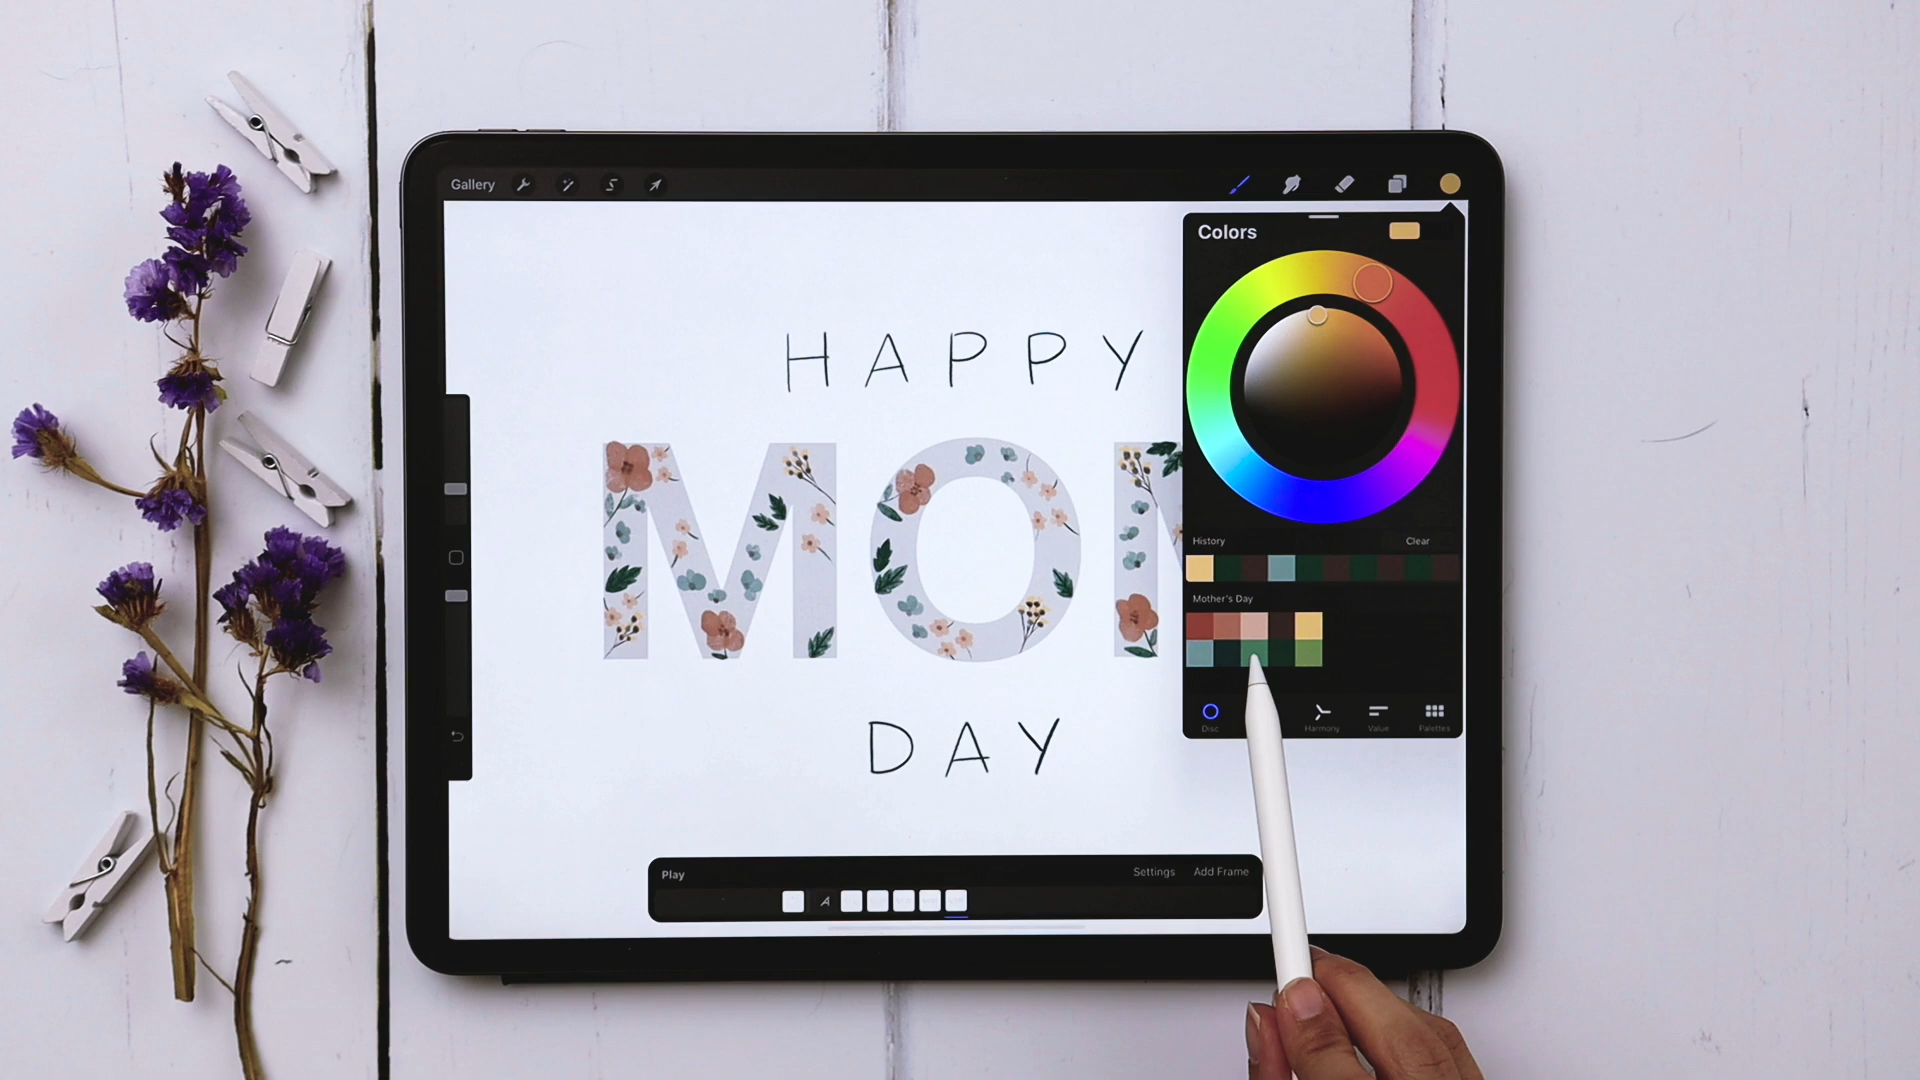 Gallery
Colors
HAPPY
MOM
DAY
History Clear
Mother's Day
Disc Harmony Value Palettes
Play Settings Add Frame